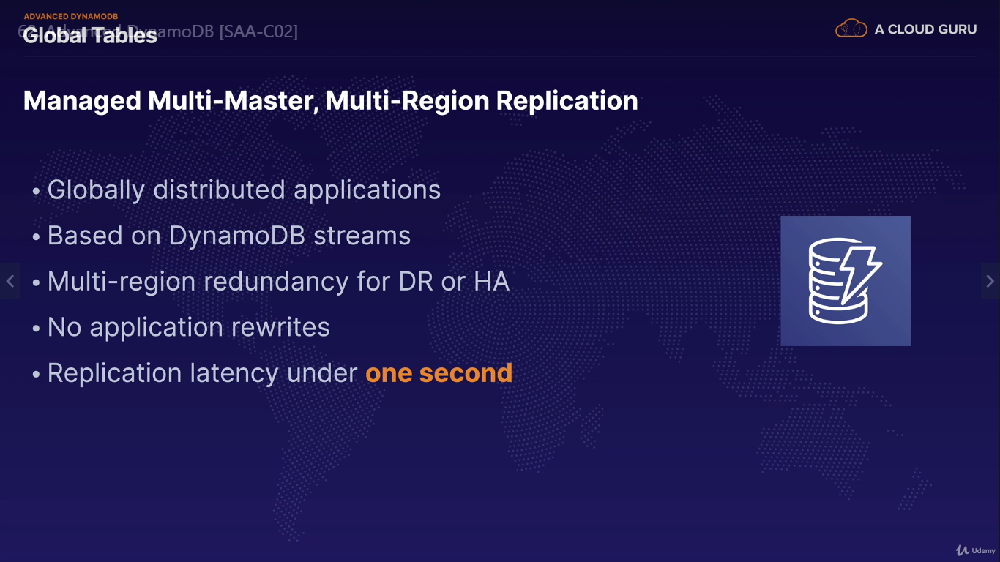 ADVANCED DYNAMODB
Global Tables
Advanced DynamoDB [SAA-C02]
A CLOUD GURU
Managed Multi-Master, Multi-Region Replication
• Globally distributed applications
• Based on DynamoDB streams
• Multi-region redundancy for DR or HA
• No application rewrites
• Replication latency under one second
Udemy